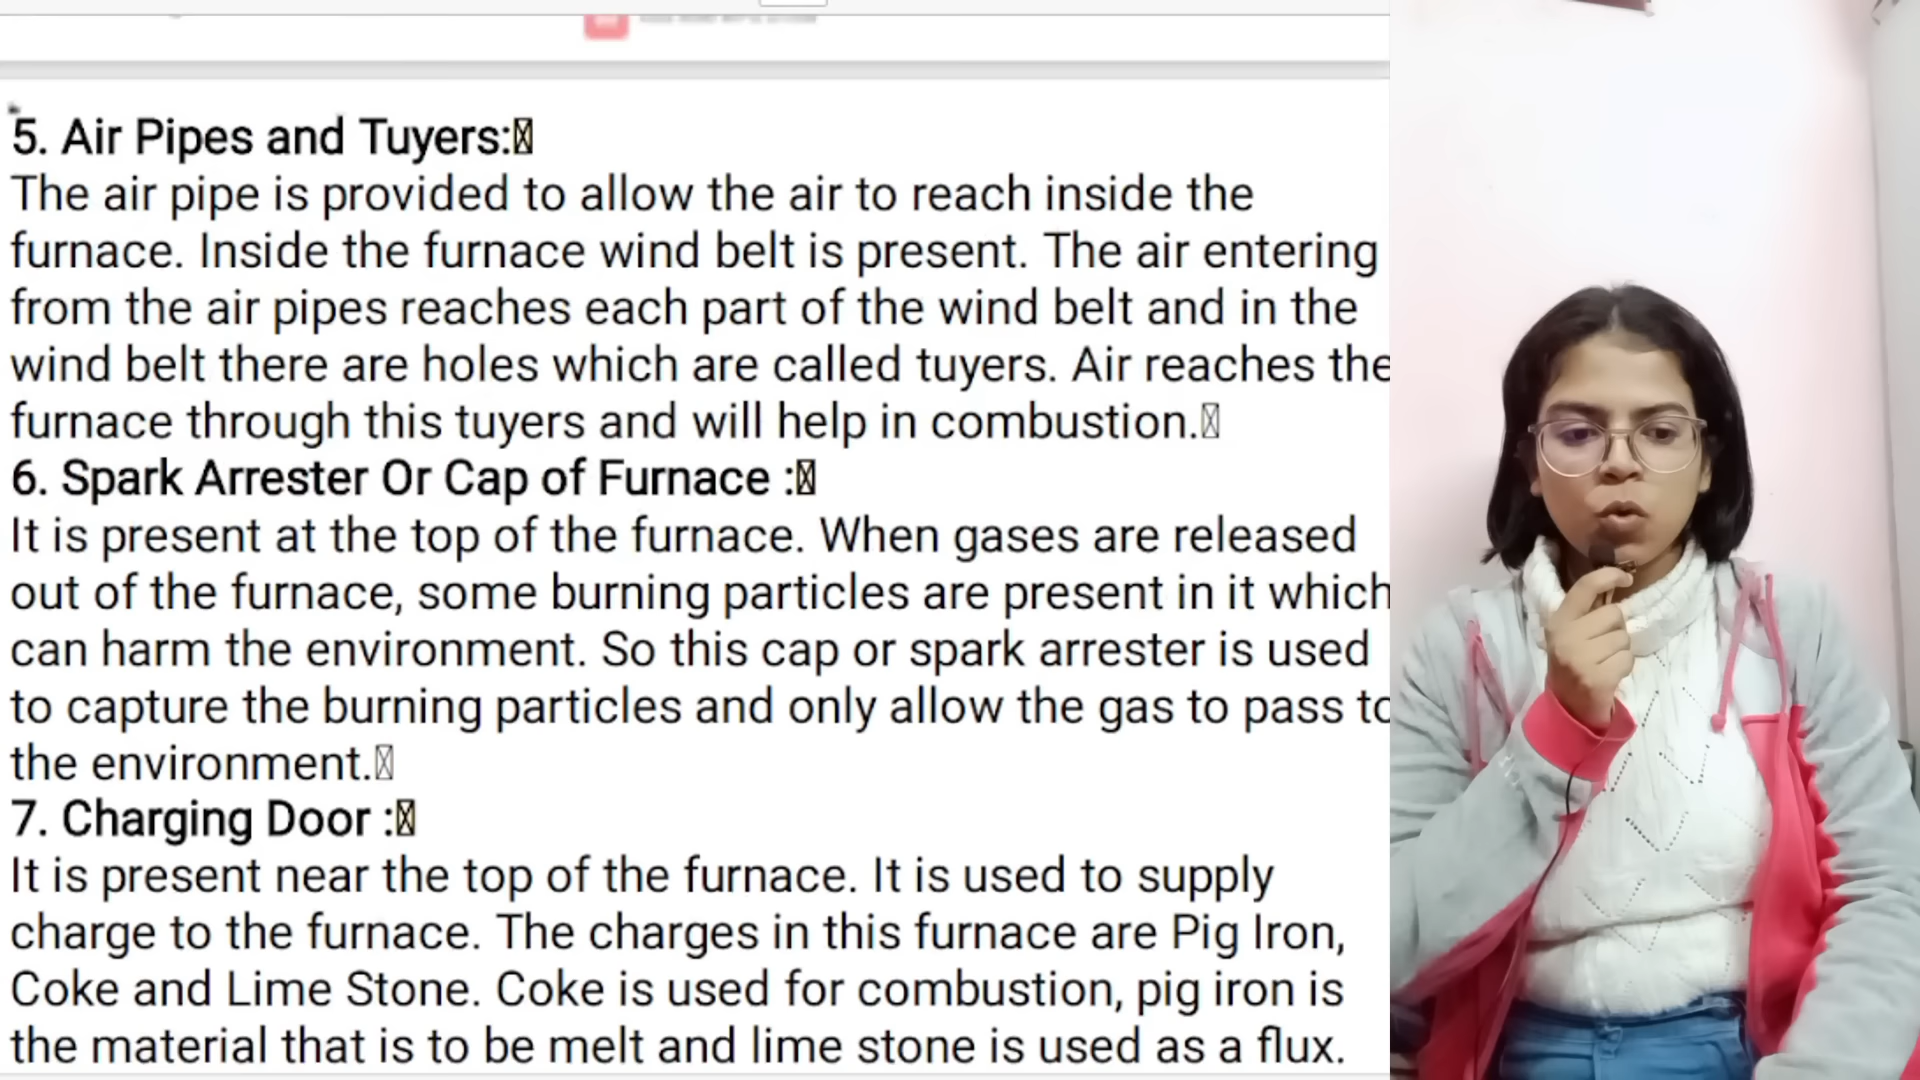 5. Air Pipes and Tuyers:
The air pipe is provided to allow the air to reach inside the
furnace. Inside the furnace wind belt is present. The air entering
from the air pipes reaches each part of the wind belt and in the
wind belt there are holes which are called tuyers. Air reaches the
furnace through this tuyers and will help in combustion.
6. Spark Arrester Or Cap of Furnace :
It is present at the top of the furnace. When gases are released
out of the furnace, some burning particles are present in it which
can harm the environment. So this cap or spark arrester is used
to capture the burning particles and only allow the gas to pass to
the environment.
7. Charging Door :
It is present near the top of the furnace. It is used to supply
charge to the furnace. The charges in this furnace are Pig Iron,
Coke and Lime Stone. Coke is used for combustion, pig iron is
the material that is to be melt and lime stone is used as a flux.